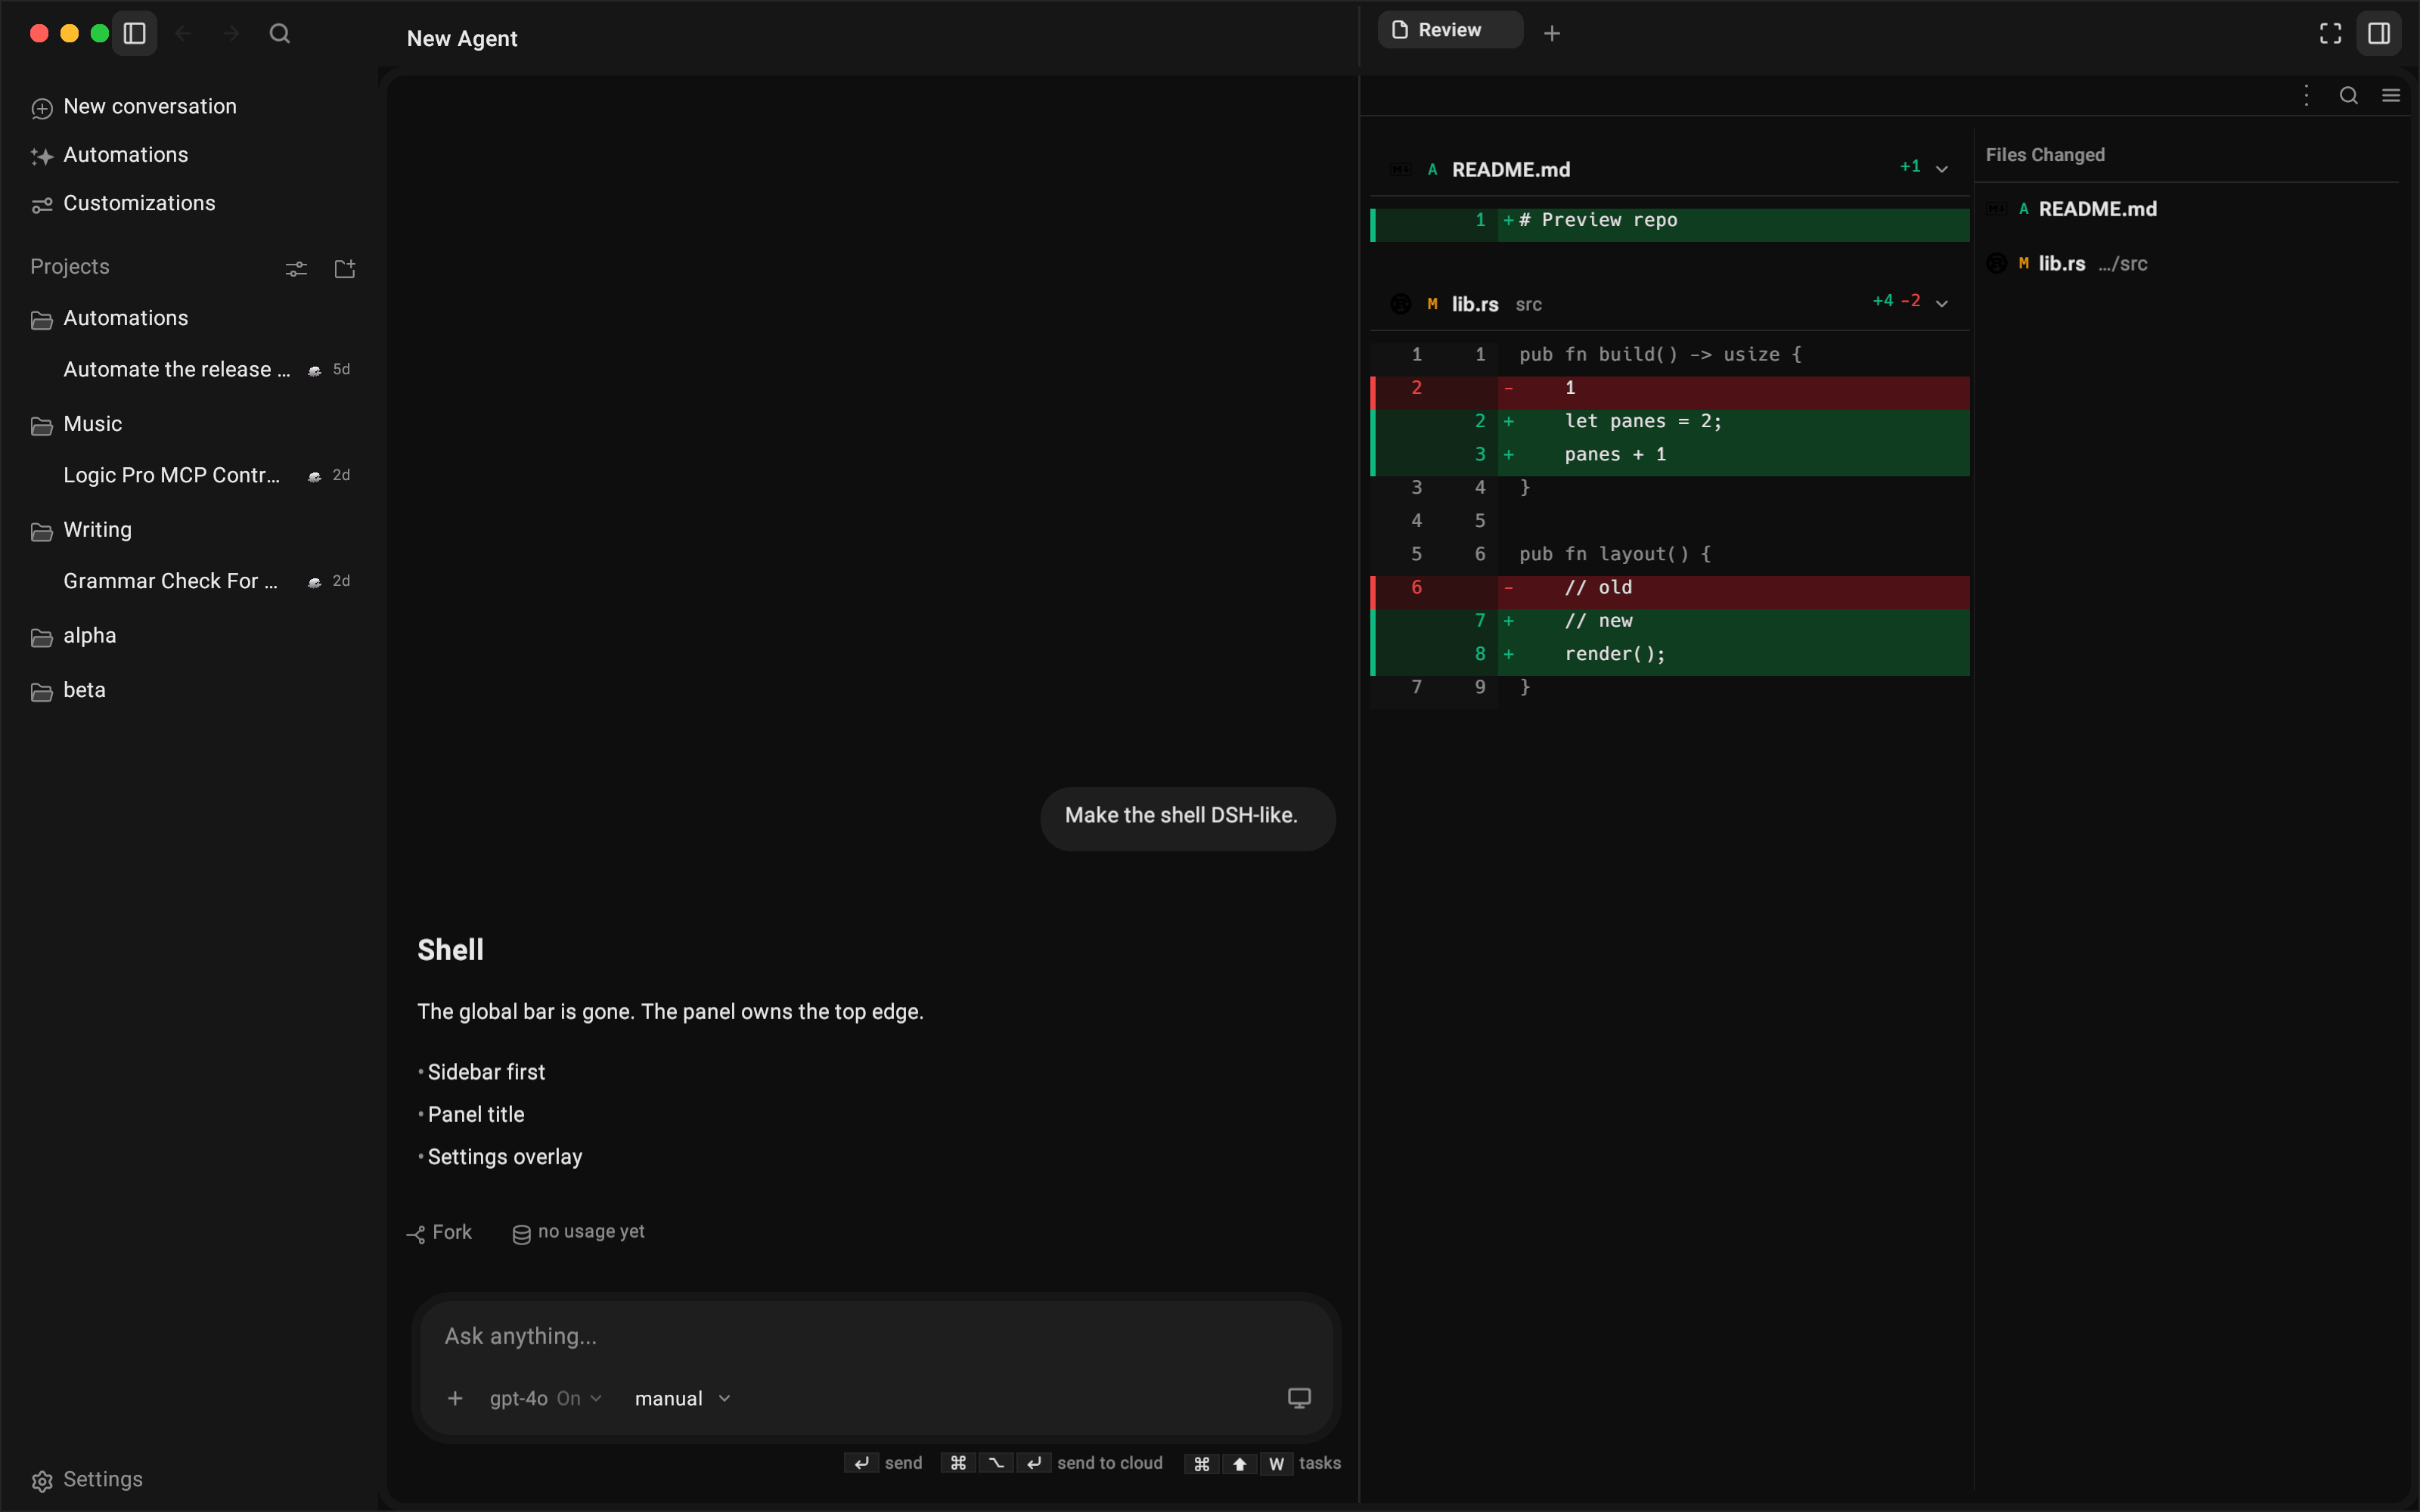 New Agent
Review
New conversation
Automations
Customizations
Projects
Automations
Automate the release ... 5d
Music
Logic Pro MCP Contr... 2d
Writing
Grammar Check For ... 2d
alpha
beta
Settings
Make the shell DSH-like.
Shell
The global bar is gone. The panel owns the top edge.
• Sidebar first
• Panel title
• Settings overlay
Fork no usage yet
Ask anything...
+ gpt-4o On manual
send ⌘ ⌥ send to cloud ⌘ W tasks
A README.md +1
1 + # Preview repo
M lib.rs src +4 -2
1 1 pub fn build() -> usize {
2 - 1
2 + let panes = 2;
3 + panes + 1
3 4 }
4 5
5 6 pub fn layout() {
6 - // old
7 + // new
8 + render();
7 9 }
Files Changed
A README.md
M lib.rs .../src